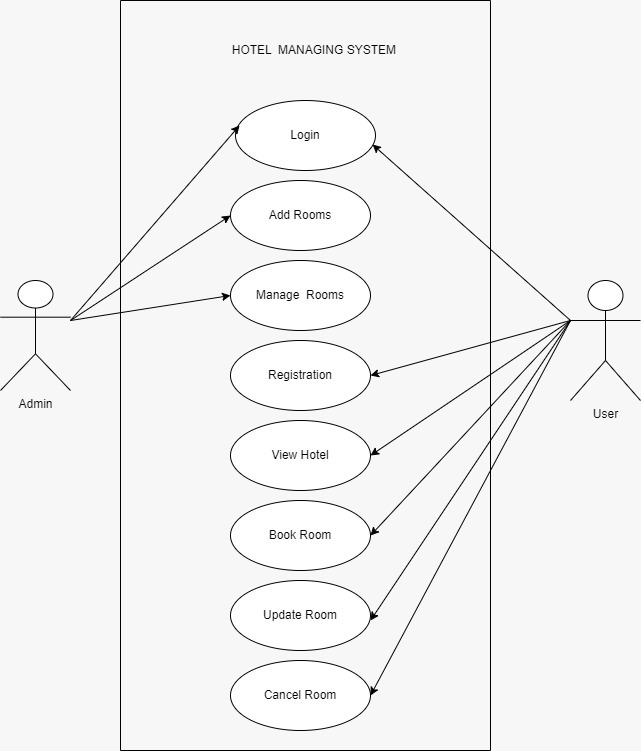 HOTEL  MANAGING SYSTEM
Login
Add Rooms
Manage  Rooms
Registration
Admin
User
View Hotel
Book Room
Update Room
Cancel Room